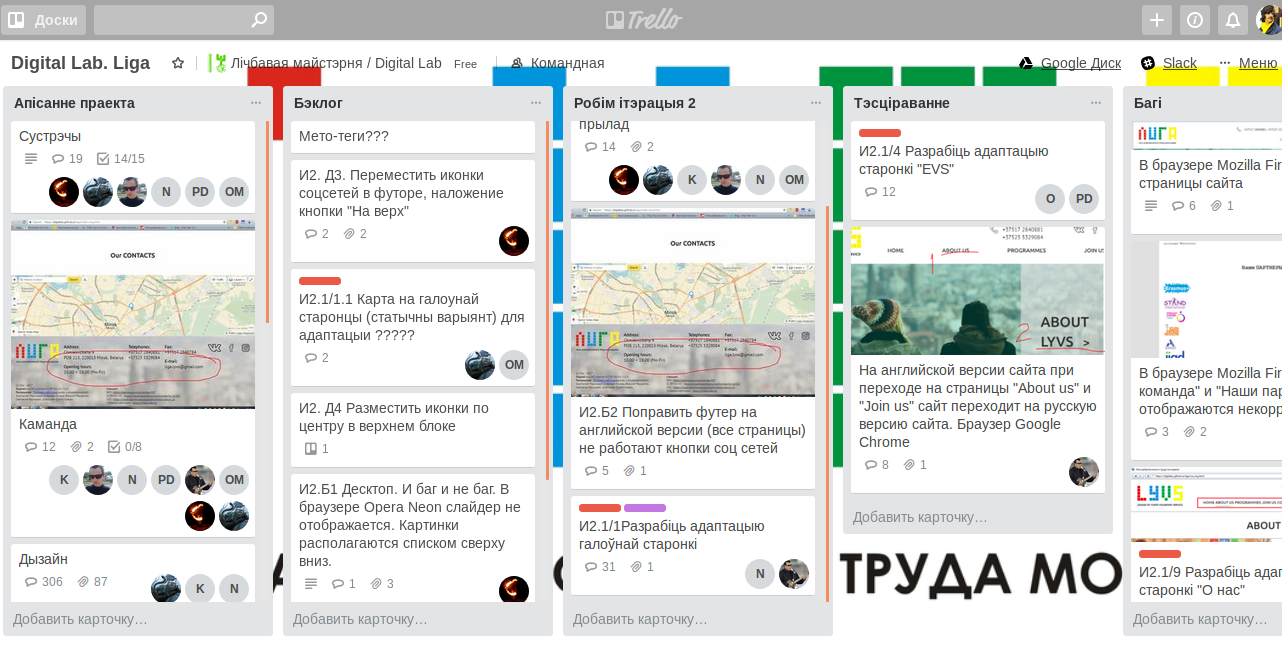 Доски
Trello
Digital Lab. Liga
Лічбавая майстэрня / Digital Lab
Free
Командная
Google Диск
Slack
Меню
Апісанне праекта
Сустрэчы
19
14/15
N
PD
OM
Our CONTACTS
Каманда
12
2
0/8
K
N
PD
OM
Дызайн
306
87
K
N
Добавить карточку…
Бэклог
Мето-теги???
И2. Д3. Переместить иконки
соцсетей в футоре, наложение
кнопки "На верх"
2
2
И2.1/1.1 Карта на галоунай
старонцы (статычны варыянт) для
адаптацыи ?????
2
OM
И2. Д4 Разместить иконки по
центру в верхнем блоке
1
И2.Б1 Десктоп. И баг и не баг. В
браузере Opera Neon слайдер не
отображается. Картинки
располагаются списком сверху
вниз.
1
3
Добавить карточку…
Робім ітэрацыя 2
прылад
14
2
K
N
OM
Our CONTACTS
И2.Б2 Поправить футер на
английской версии (все страницы)
не работают кнопки соц сетей
5
1
И2.1/1Разрабіць адаптацыю
галоўнай старонкі
31
1
N
Добавить карточку…
Тэсціраванне
И2.1/4 Разрабіць адаптацыю
старонкі "EVS"
12
O
PD
+37517 2840881
+37525 5329084
HOME
ABOUT US
PROGRAMMES
JOIN US
ABOUT
LYVS >
На английской версии сайта при
переходе на страницы "About us" и
"Join us" сайт переходит на русскую
версию сайта. Браузер Google
Chrome
8
1
Добавить карточку…
ТРУДА МО
Багі
В браузере Mozilla Fir
страницы сайта
6
1
Наши ПАРТНЕР
В браузере Mozilla Fir
команда" и "Наши пар
отображаются некорр
3
2
LYVS
ABOUT
И2.1/9 Разрабіць адап
старонкі "О нас"
Добавить карточку…